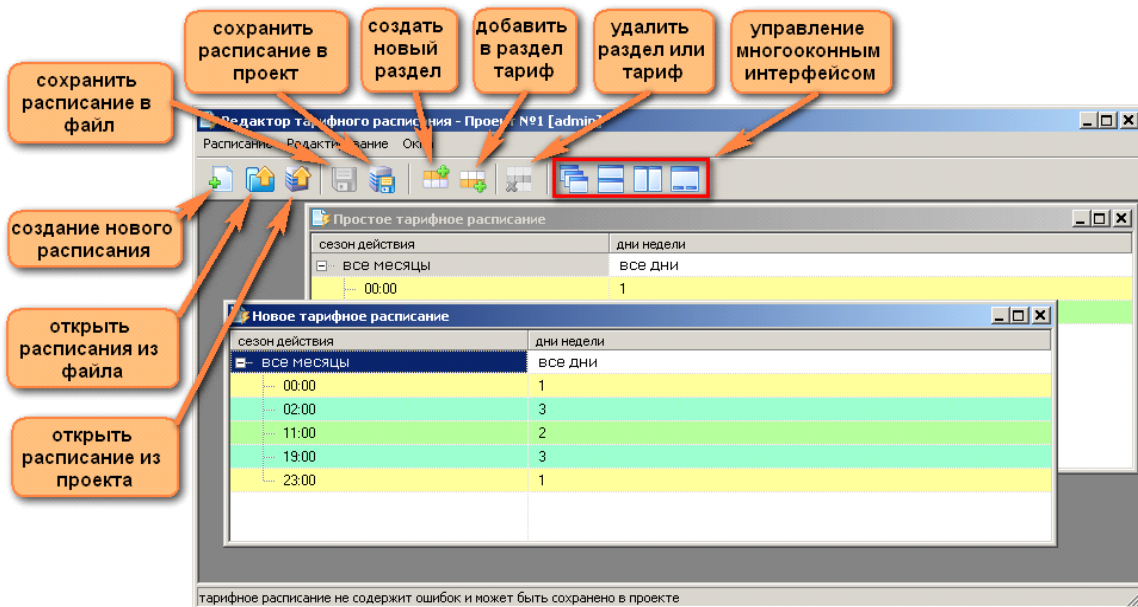 сохранить
расписание в
проект
создать
новый
раздел
добавить
в раздел
тариф
удалить
раздел или
тариф
управление
многооконным
интерфейсом
сохранить
расписание в
файл
Редактор тарифного расписания - Проект №1 [admin]
Расписание Редактирование Окна
создание нового
расписания
Простое тарифное расписание
сезон действия дни недели
все месяцы все дни
00:00 1
открыть
расписания из
файла
Новое тарифное расписание
сезон действия дни недели
все месяцы все дни
00:00 1
02:00 3
11:00 2
19:00 3
23:00 1
открыть
расписание из
проекта
тарифное расписание не содержит ошибок и может быть сохранено в проекте